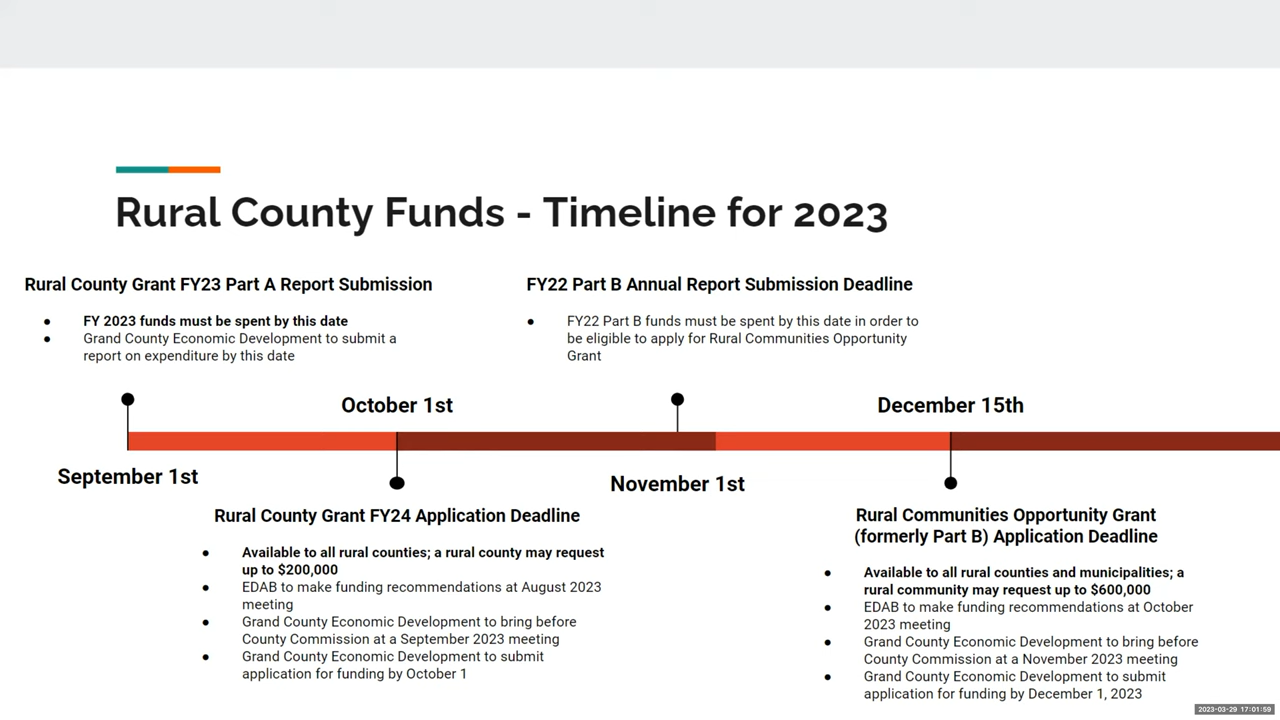 Rural County Funds - Timeline for 2023
Rural County Grant FY23 Part A Report Submission
● FY 2023 funds must be spent by this date
● Grand County Economic Development to submit a
report on expenditure by this date
FY22 Part B Annual Report Submission Deadline
● FY22 Part B funds must be spent by this date in order to
be eligible to apply for Rural Communities Opportunity
Grant
October 1st
December 15th
September 1st
November 1st
Rural County Grant FY24 Application Deadline
● Available to all rural counties; a rural county may request
up to $200,000
● EDAB to make funding recommendations at August 2023
meeting
● Grand County Economic Development to bring before
County Commission at a September 2023 meeting
● Grand County Economic Development to submit
application for funding by October 1
Rural Communities Opportunity Grant
(formerly Part B) Application Deadline
● Available to all rural counties and municipalities; a
rural community may request up to $600,000
● EDAB to make funding recommendations at October
2023 meeting
● Grand County Economic Development to bring before
County Commission at a November 2023 meeting
● Grand County Economic Development to submit
application for funding by December 1, 2023
2023-03-29 17:01:59